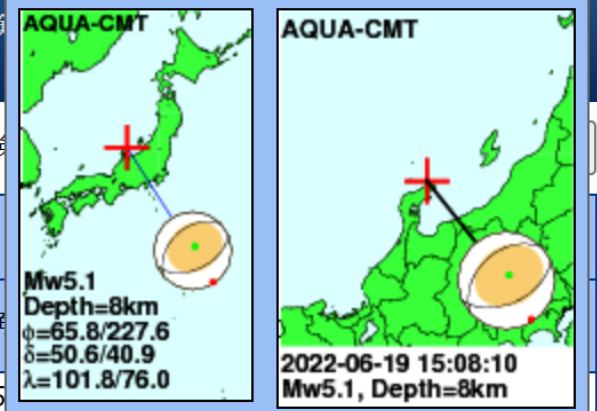 AQUA-CMT
Mw5.1
Depth=8km
ϕ=65.8/227.6
δ=50.6/40.9
λ=101.8/76.0
AQUA-CMT
2022-06-19 15:08:10
Mw5.1, Depth=8km